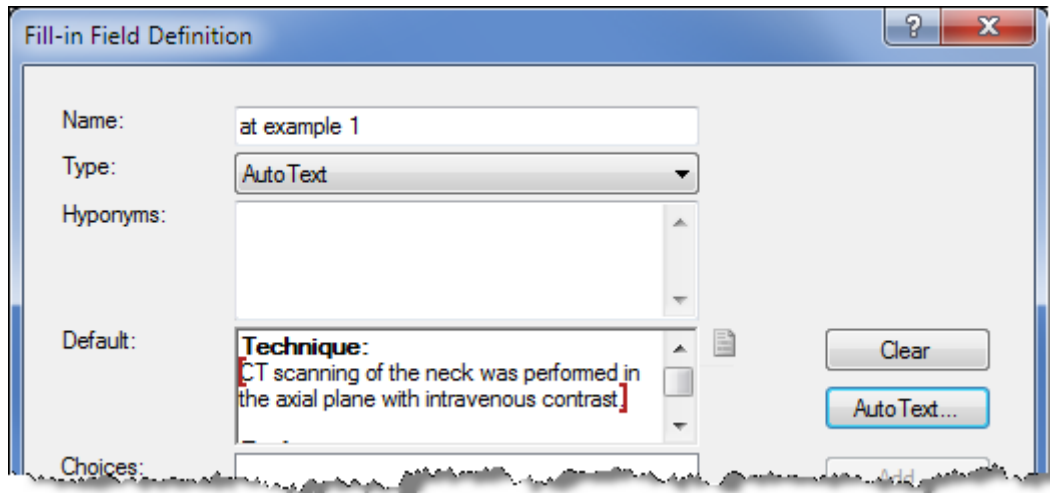 Fill-in Field Definition
Name:
at example 1
Type:
AutoText
Hyponyms:
Default:
Technique:
[CT scanning of the neck was performed in
the axial plane with intravenous contrast.]
Clear
AutoText...
Choices:
Add